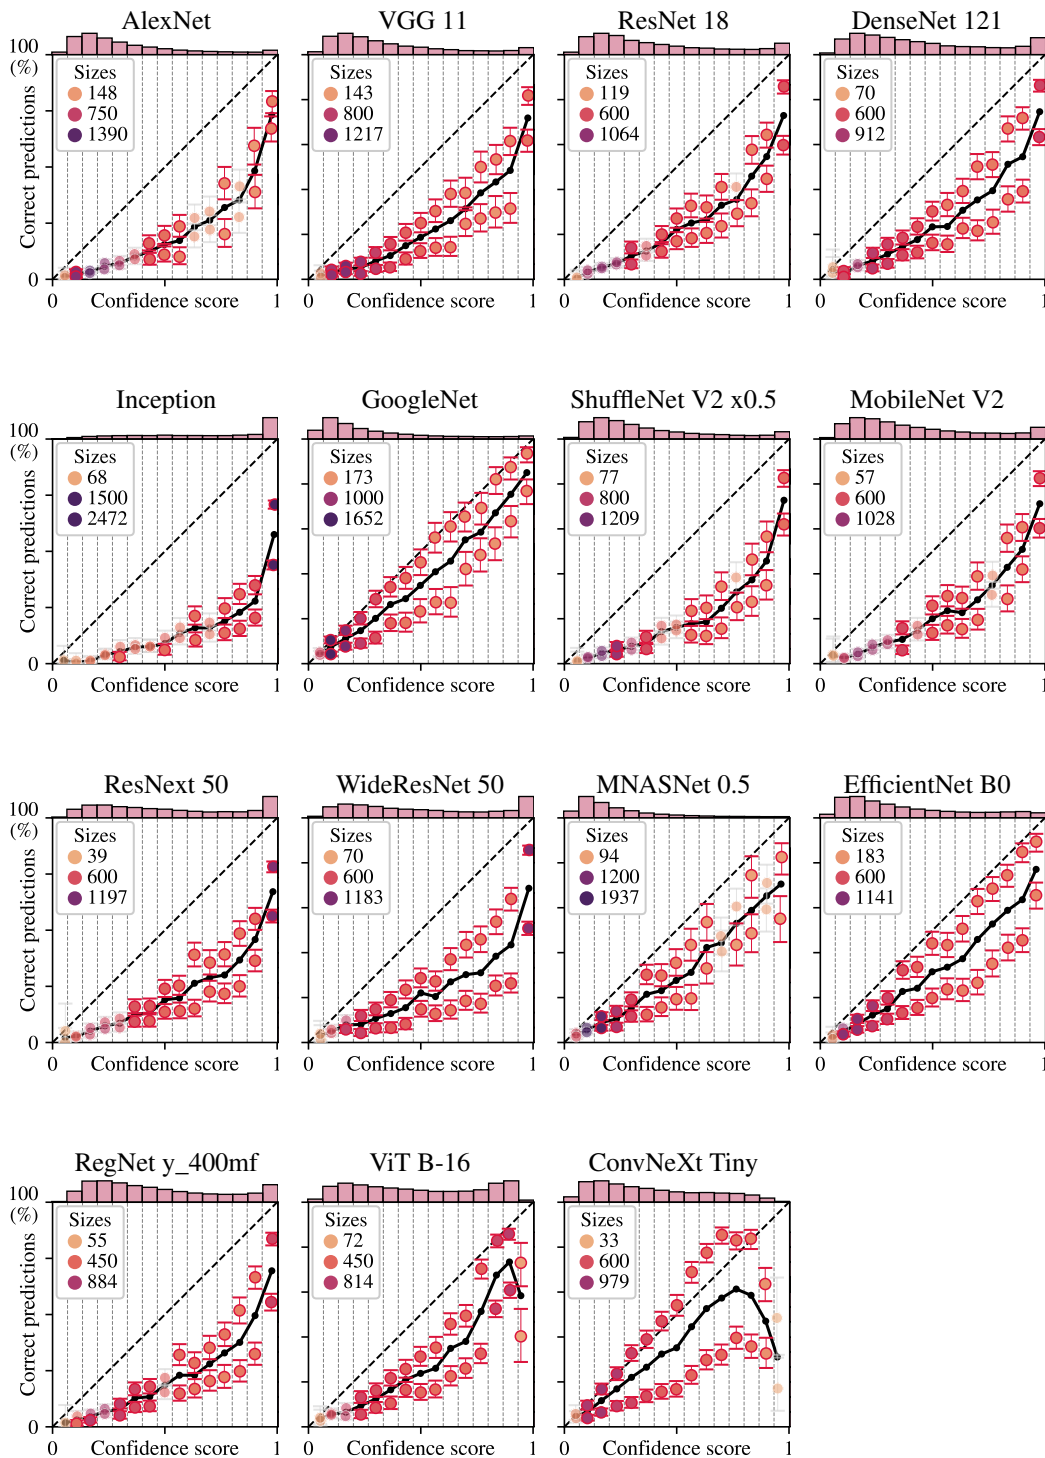 AlexNet
VGG 11
ResNet 18
DenseNet 121
100
(%)
Correct predictions
0
Sizes
148
750
1390
Sizes
143
800
1217
Sizes
119
600
1064
Sizes
70
600
912
0 Confidence score 1
0 Confidence score 1
0 Confidence score 1
0 Confidence score 1
Inception
GoogleNet
ShuffleNet V2 x0.5
MobileNet V2
100
(%)
Correct predictions
0
Sizes
68
1500
2472
Sizes
173
1000
1652
Sizes
77
800
1209
Sizes
57
600
1028
0 Confidence score 1
0 Confidence score 1
0 Confidence score 1
0 Confidence score 1
ResNext 50
WideResNet 50
MNASNet 0.5
EfficientNet B0
100
(%)
Correct predictions
0
Sizes
39
600
1197
Sizes
70
600
1183
Sizes
94
1200
1937
Sizes
183
600
1141
0 Confidence score 1
0 Confidence score 1
0 Confidence score 1
0 Confidence score 1
RegNet y_400mf
ViT B-16
ConvNeXt Tiny
100
(%)
Correct predictions
0
Sizes
55
450
884
Sizes
72
450
814
Sizes
33
600
979
0 Confidence score 1
0 Confidence score 1
0 Confidence score 1